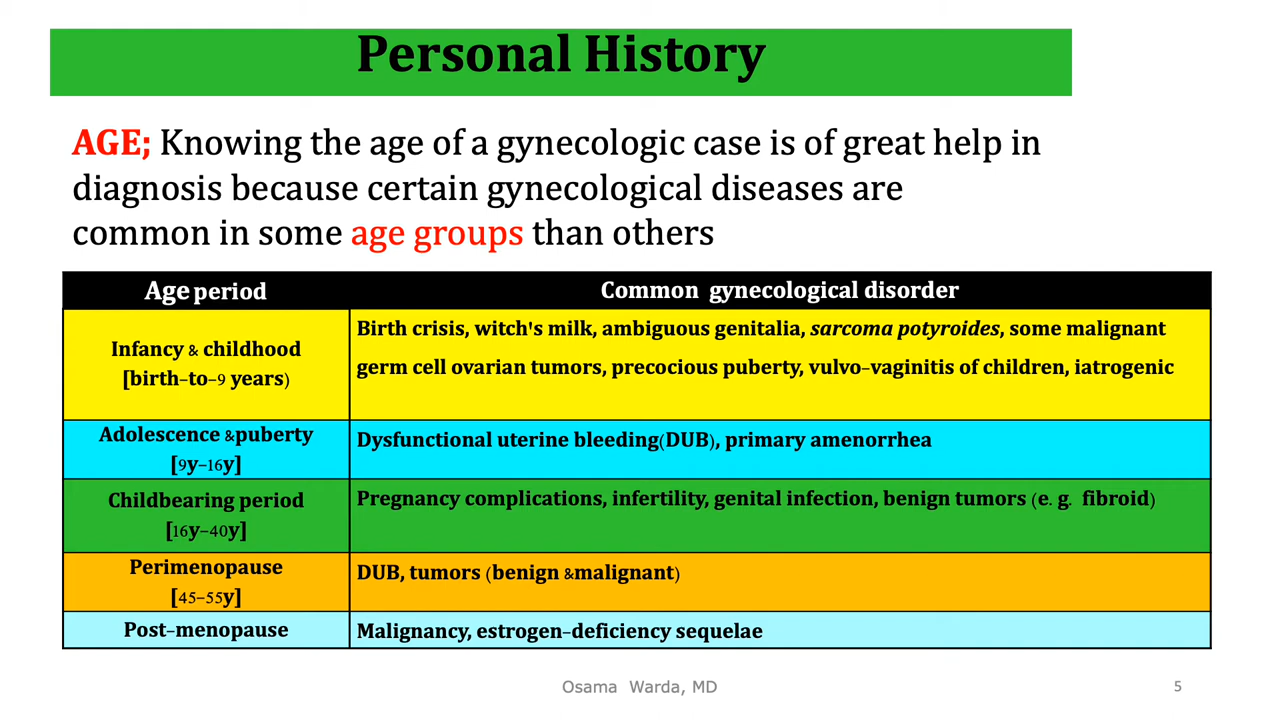 Personal History
AGE; Knowing the age of a gynecologic case is of great help in
diagnosis because certain gynecological diseases are
common in some age groups than others
Age period
Common gynecological disorder
Infancy & childhood
[birth-to-9 years)
Birth crisis, witch's milk, ambiguous genitalia, sarcoma potyroides, some malignant
germ cell ovarian tumors, precocious puberty, vulvo-vaginitis of children, iatrogenic
Adolescence &puberty
[9y-16y]
Dysfunctional uterine bleeding(DUB), primary amenorrhea
Childbearing period
[16y-40y]
Pregnancy complications, infertility, genital infection, benign tumors (e. g. fibroid)
Perimenopause
[45-55y]
DUB, tumors (benign &malignant)
Post-menopause
Malignancy, estrogen-deficiency sequelae
Osama Warda, MD
5